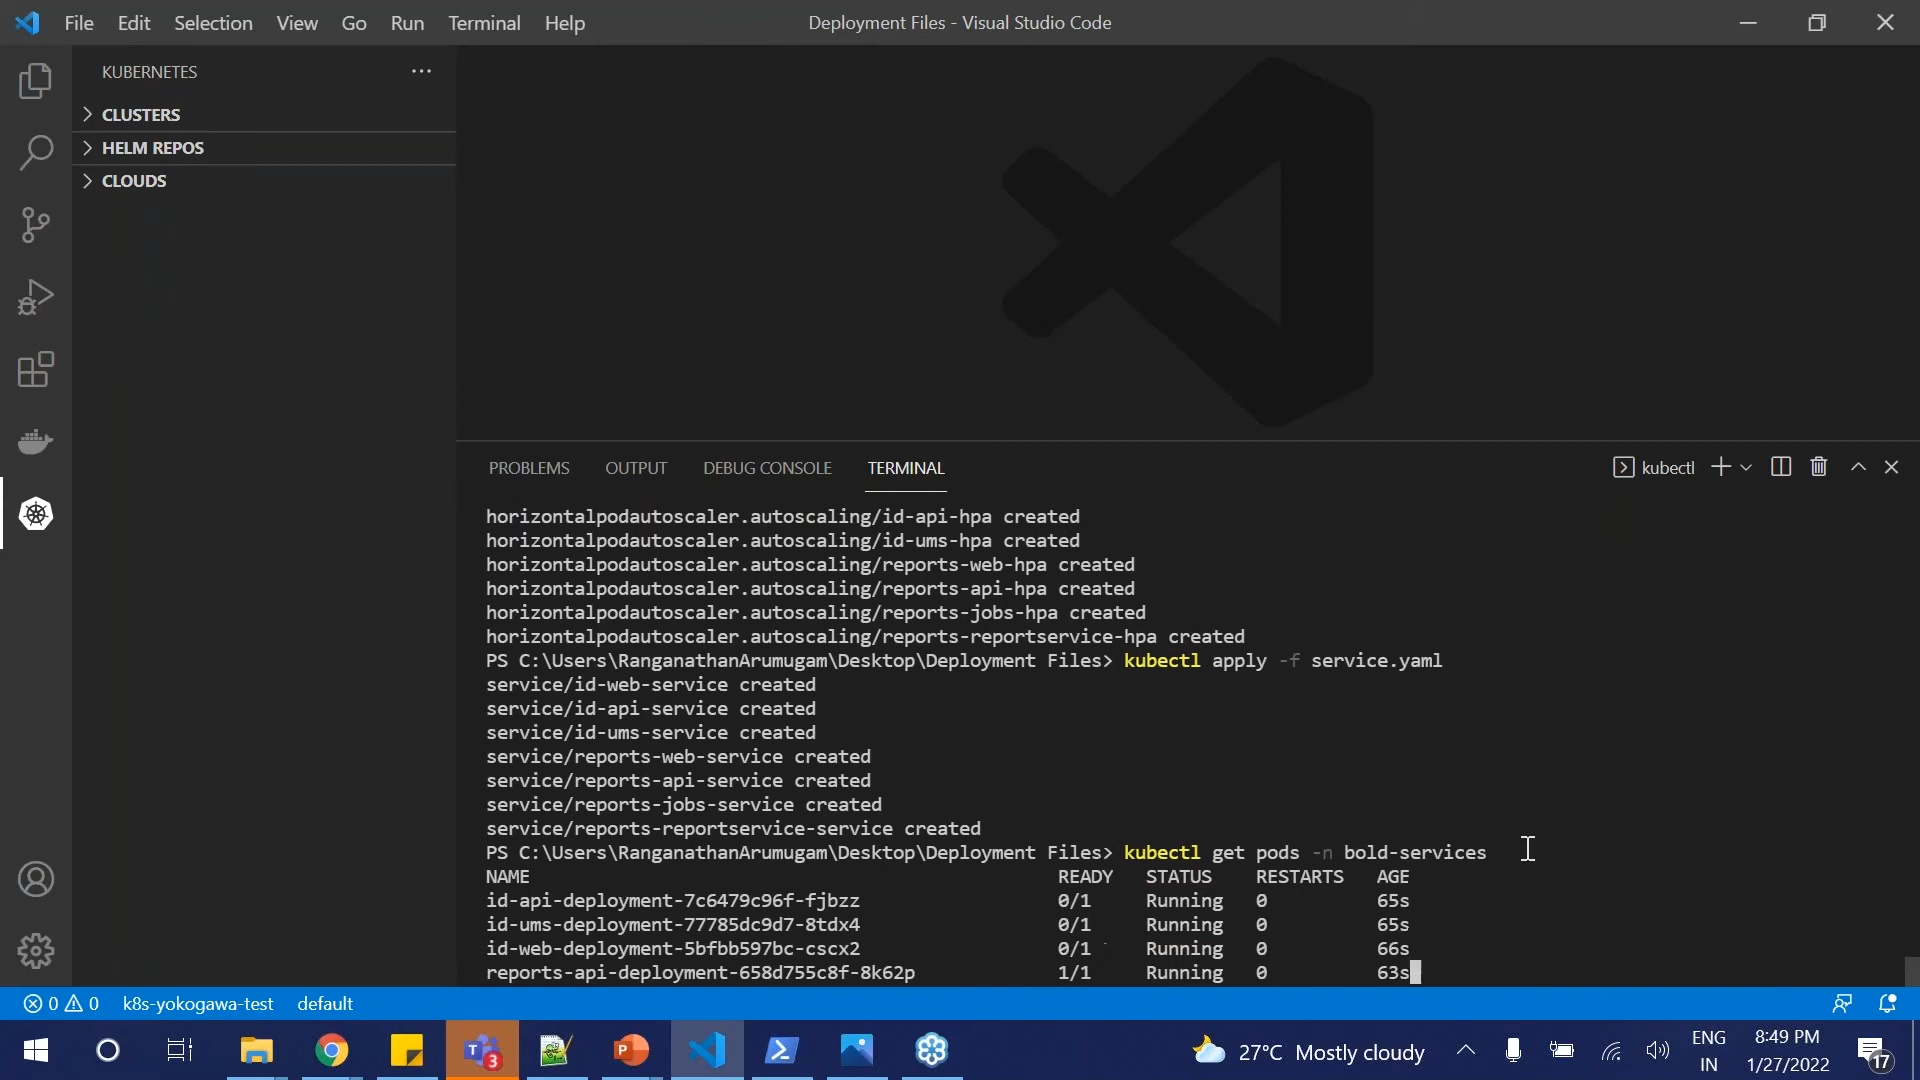 File Edit Selection View Go Run Terminal Help
Deployment Files - Visual Studio Code
KUBERNETES
CLUSTERS
HELM REPOS
CLOUDS
PROBLEMS OUTPUT DEBUG CONSOLE TERMINAL
kubectl
horizontalpodautoscaler.autoscaling/id-api-hpa created
horizontalpodautoscaler.autoscaling/id-ums-hpa created
horizontalpodautoscaler.autoscaling/reports-web-hpa created
horizontalpodautoscaler.autoscaling/reports-api-hpa created
horizontalpodautoscaler.autoscaling/reports-jobs-hpa created
horizontalpodautoscaler.autoscaling/reports-reportservice-hpa created
PS C:\Users\RanganathanArumugam\Desktop\Deployment Files> kubectl apply -f service.yaml
service/id-web-service created
service/id-api-service created
service/id-ums-service created
service/reports-web-service created
service/reports-api-service created
service/reports-jobs-service created
service/reports-reportservice-service created
PS C:\Users\RanganathanArumugam\Desktop\Deployment Files> kubectl get pods -n bold-services
NAME READY STATUS RESTARTS AGE
id-api-deployment-7c6479c96f-fjbzz 0/1 Running 0 65s
id-ums-deployment-77785dc9d7-8tdx4 0/1 Running 0 65s
id-web-deployment-5bfbb597bc-cscx2 0/1 Running 0 66s
reports-api-deployment-658d755c8f-8k62p 1/1 Running 0 63s
0 0 k8s-yokogawa-test default
T 3
P
27°C Mostly cloudy
ENG
IN
8:49 PM
1/27/2022
17